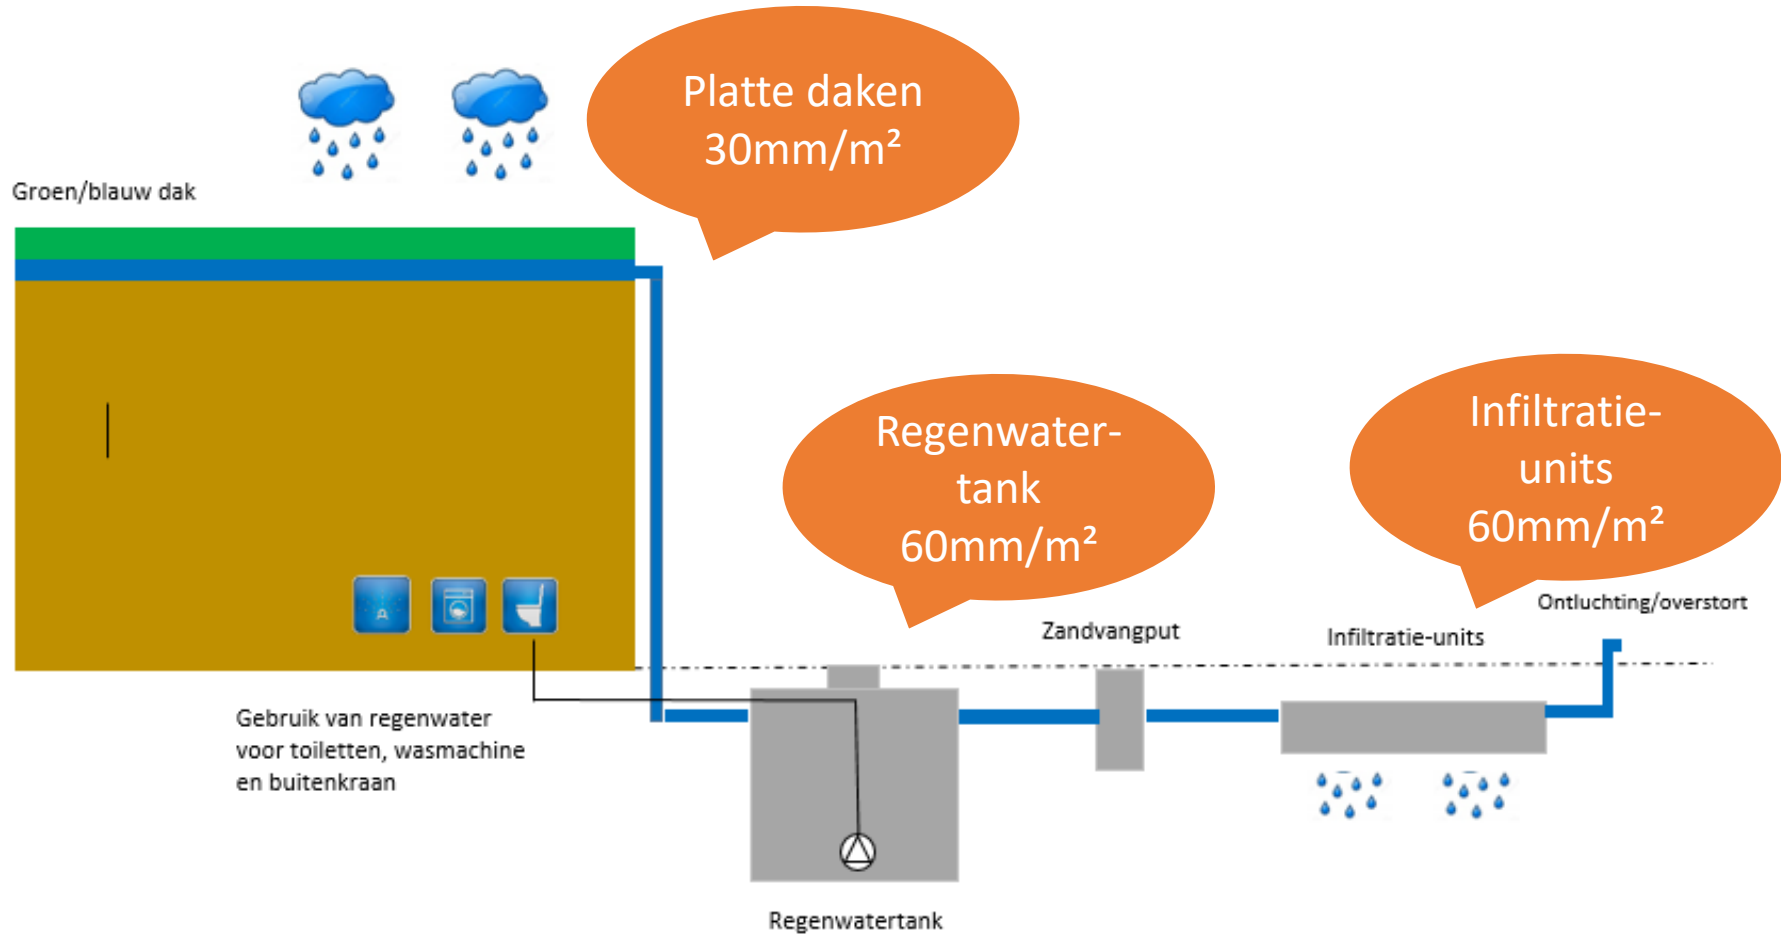 Platte daken
30mm/m²
Groen/blauw dak
Regenwater-
tank
60mm/m²
Infiltratie-
units
60mm/m²
Ontluchting/overstort
Zandvangput
Infiltratie-units
Gebruik van regenwater
voor toiletten, wasmachine
en buitenkraan
Regenwatertank